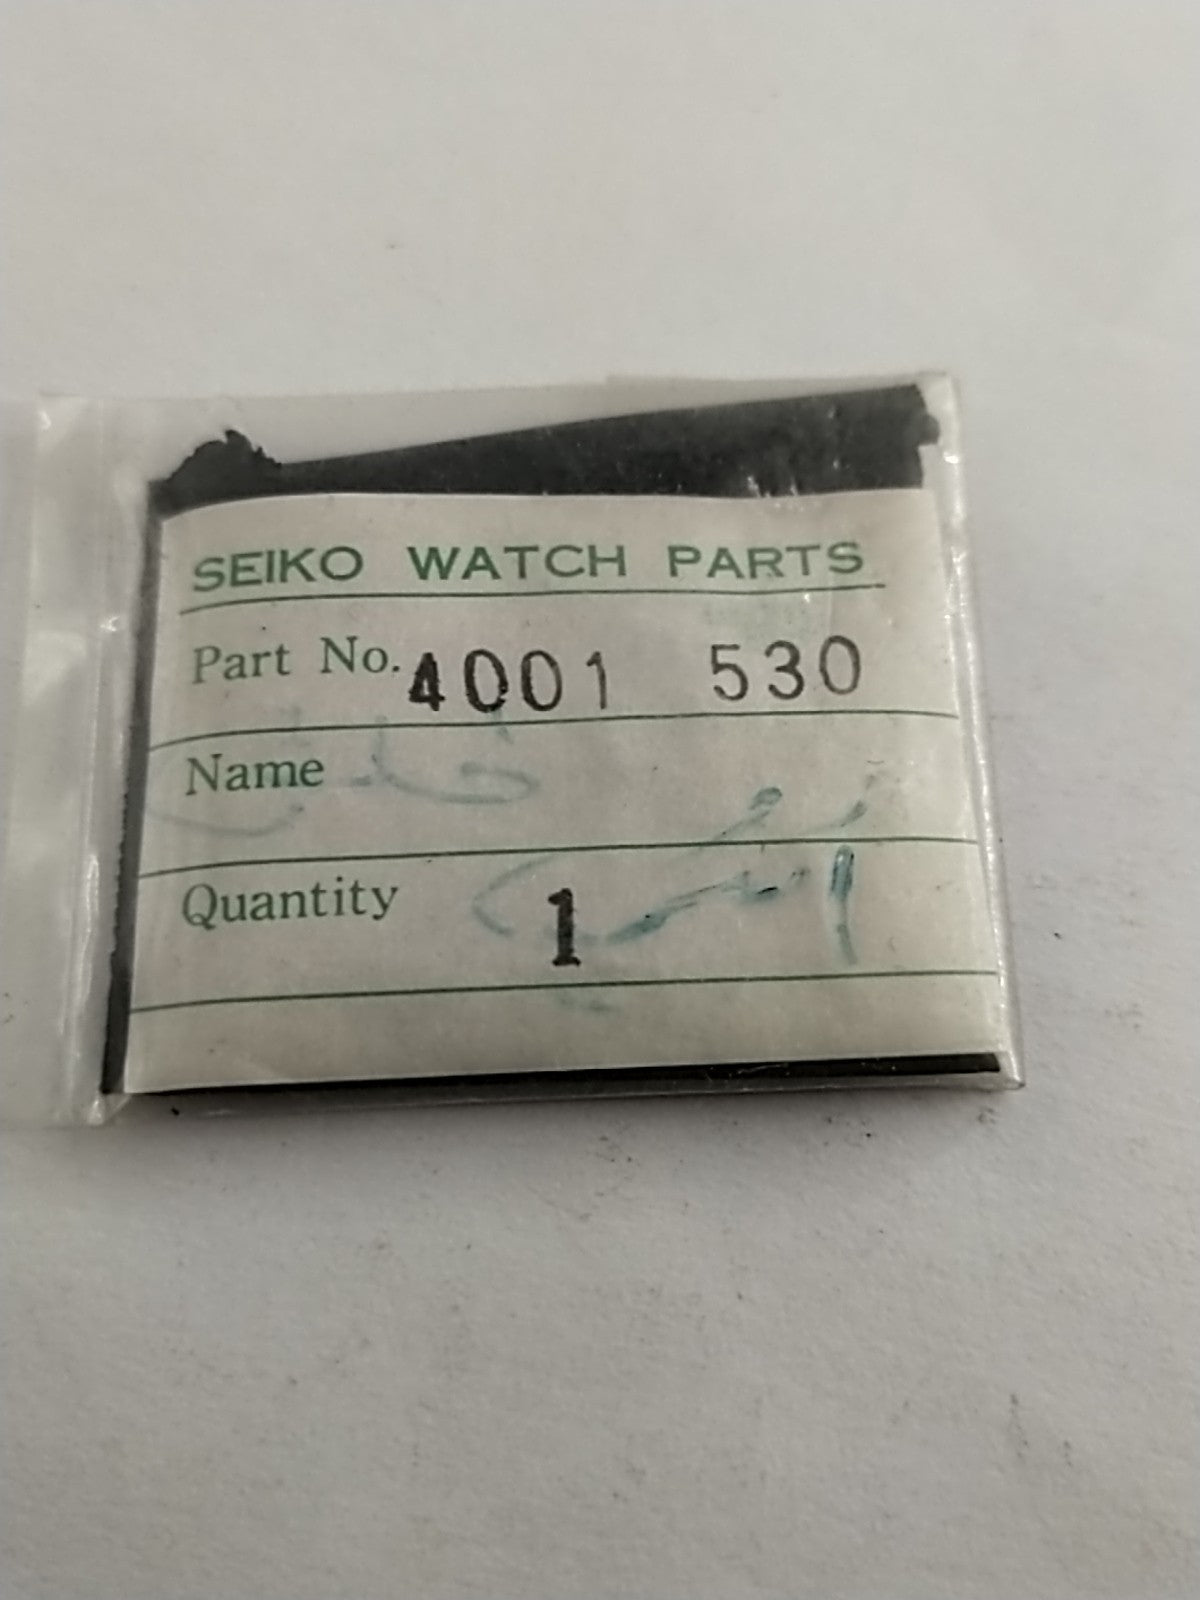 SEIKO WATCH PARTS
Part No. 4001 530
Name
Quantity 1